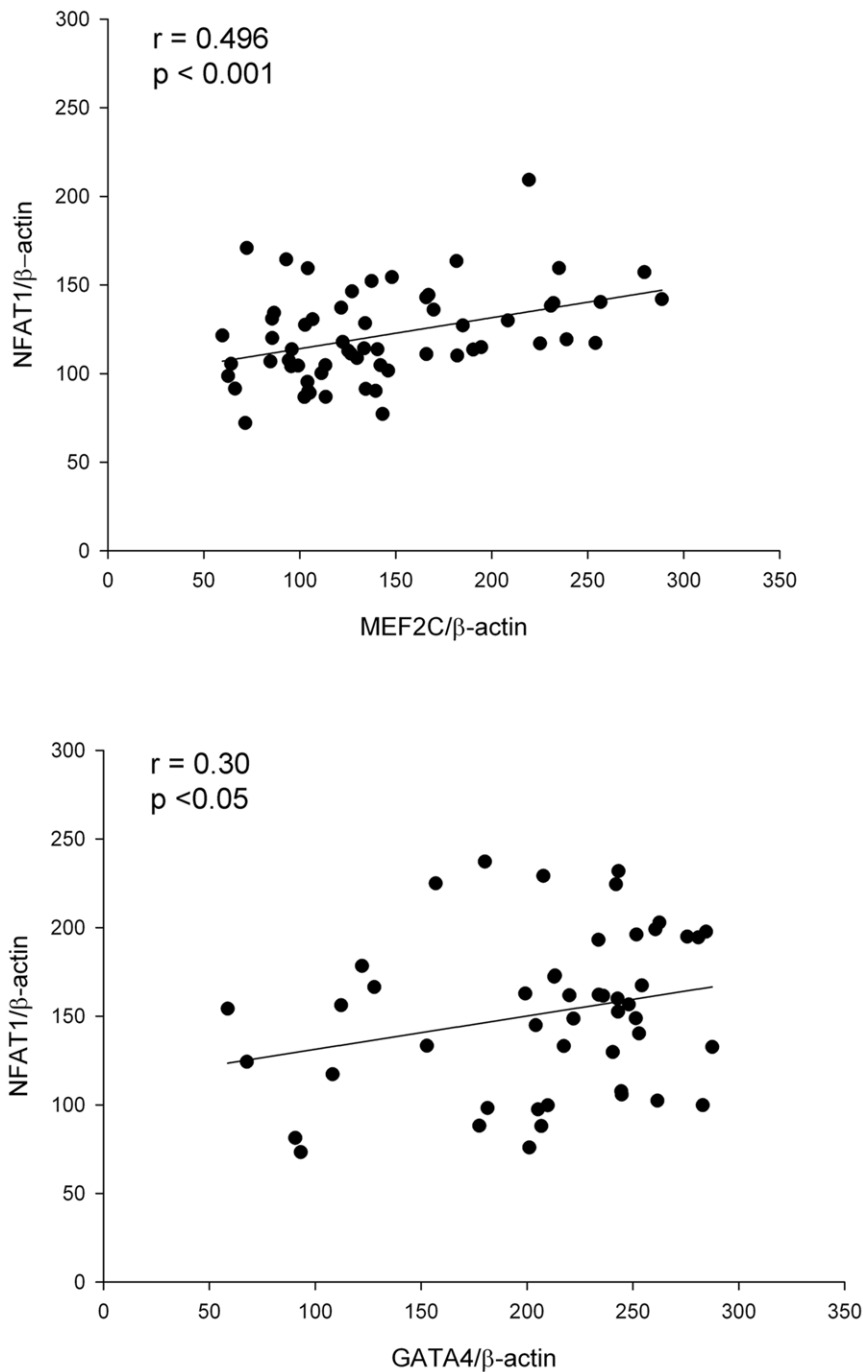 r = 0.496
p < 0.001
300
250
200
150
100
50
0
NFAT1/β−actin
0 50 100 150 200 250 300 350
MEF2C/β-actin
r = 0.30
p <0.05
300
250
200
150
100
50
0
NFAT1/β-actin
0 50 100 150 200 250 300 350
GATA4/β-actin